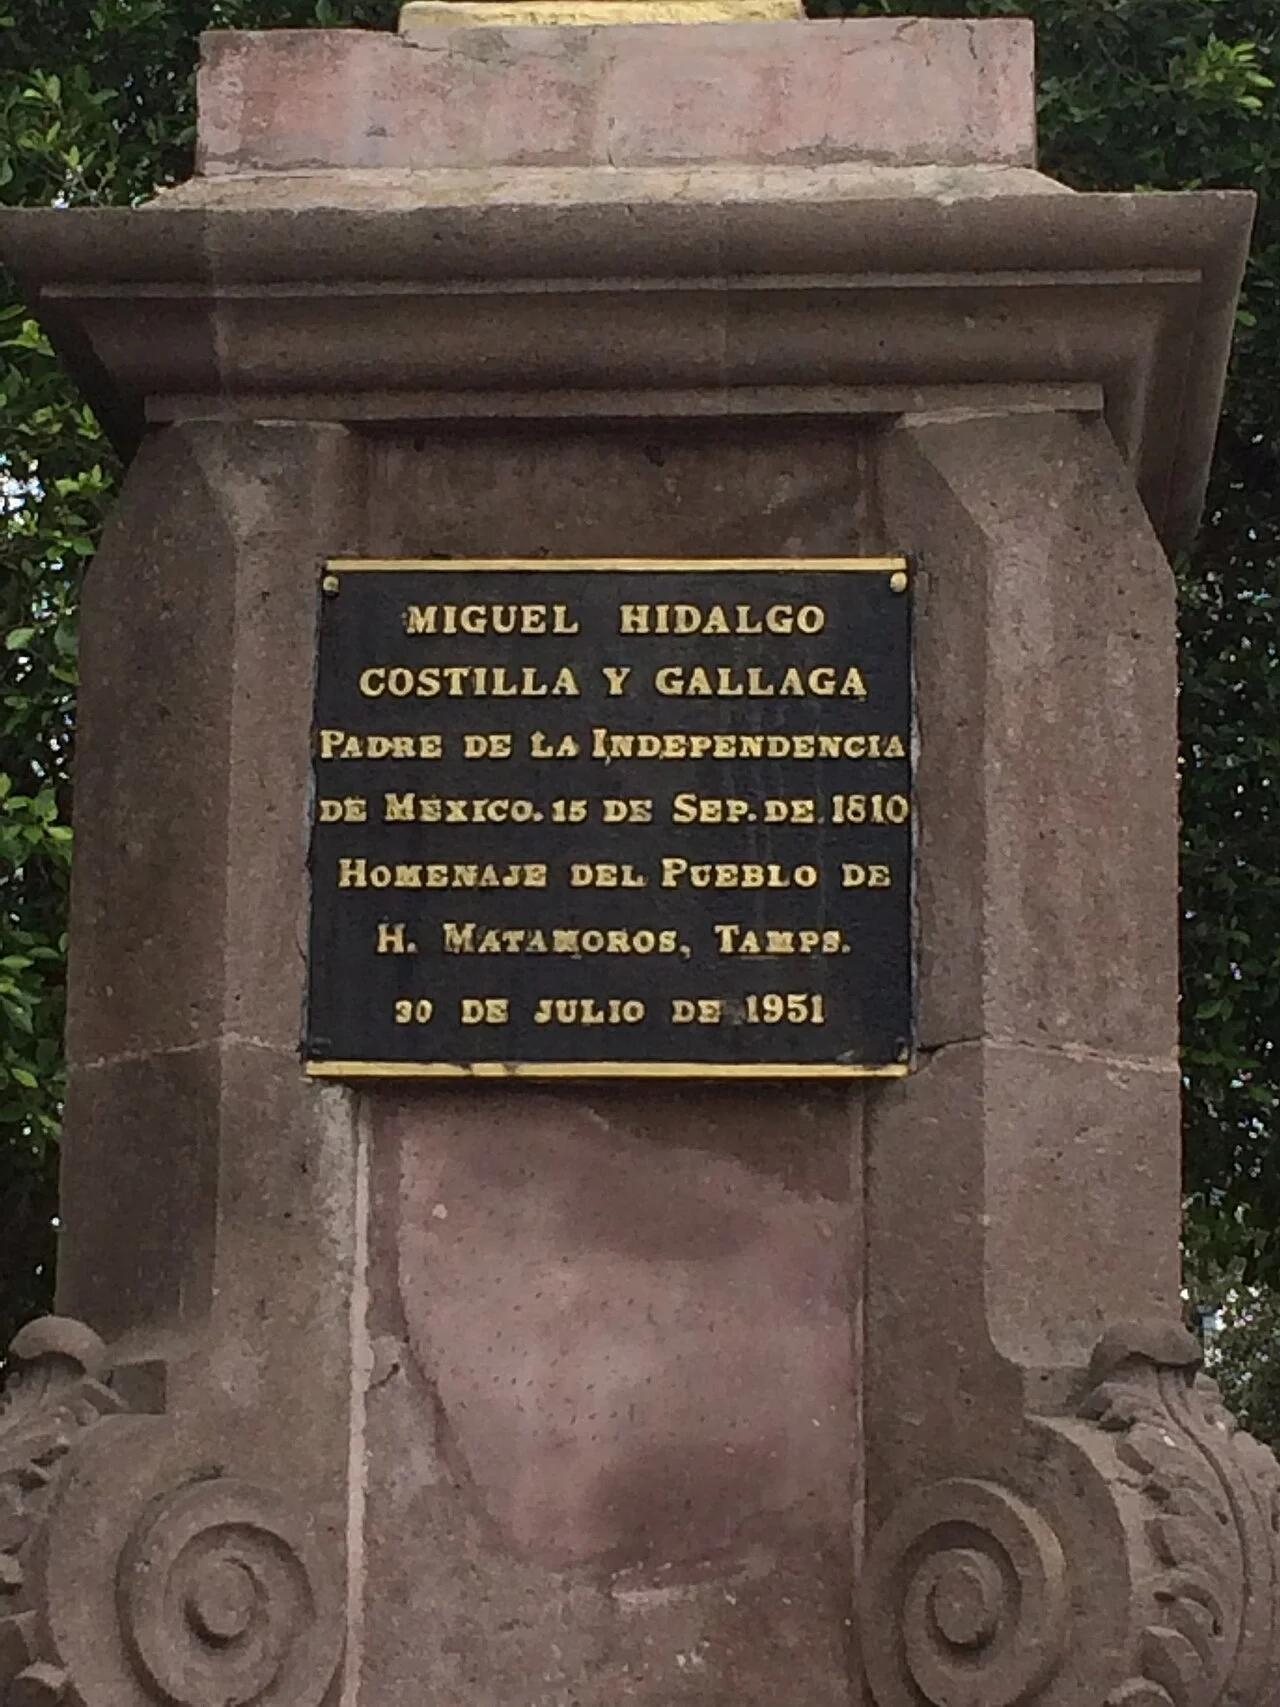 MIGUEL HIDALGO
COSTILLA Y GALLAGA
PADRE DE LA INDEPENDENCIA
DE MÉXICO. 15 DE SEP. DE 1810
HOMENAJE DEL PUEBLO DE
H. MATAMOROS, TAMPS.
30 DE JULIO DE 1951